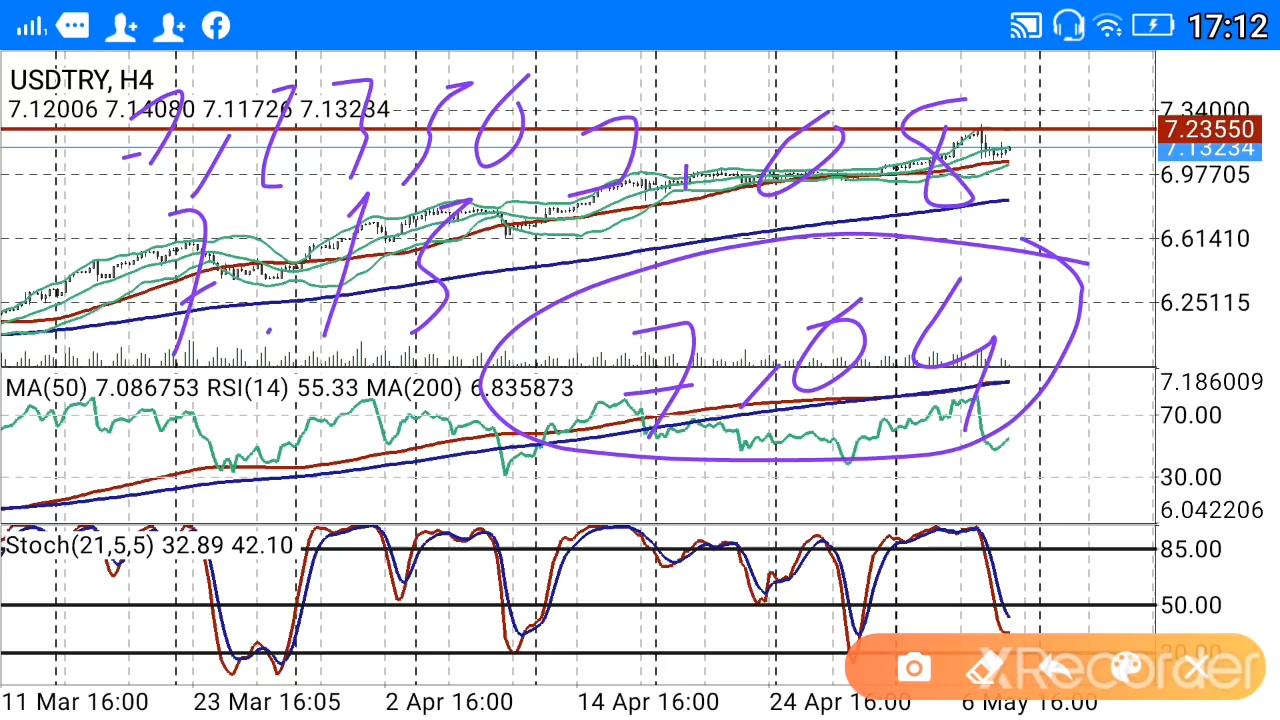 17:12
USDTRY, H4
7.12006 7.14080 7.11726 7.13234
7.34000
7.23550
7.13234
6.97705
6.61410
6.25115
7.08
7.13
7.04
MA(50) 7.086753 RSI(14) 55.33 MA(200) 6.835873
7.186009
70.00
30.00
6.042206
Stoch(21,5,5) 32.89 42.10
85.00
50.00
20.00
XRecorder
11 Mar 16:00 23 Mar 16:05 2 Apr 16:00 14 Apr 16:00 24 Apr 16:00 6 May 16:00